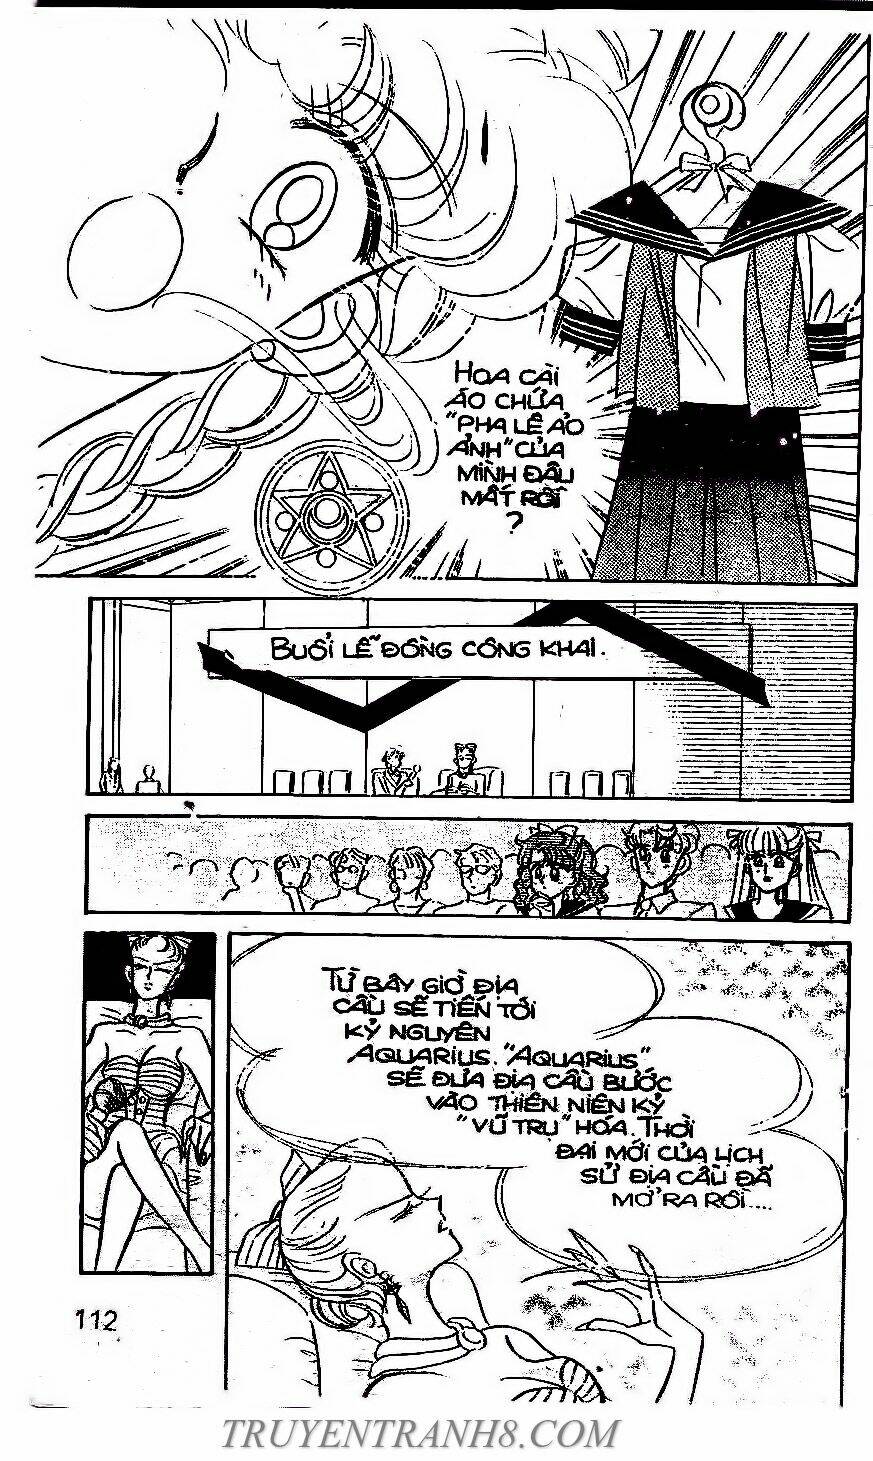 HOA CÀI
ÁO CHỨA
"PHA LÊ ẢO
ẢNH" CỦA
MÌNH ĐÂU
MẤT RỒI
?
BUỔI LỄ ĐỒNG CÔNG KHAI.
TỪ BÂY GIỜ ĐỊA
CẦU SẼ TIẾN TỚI
KỶ NGUYÊN
AQUARIUS. "AQUARIUS"
SẼ ĐƯA ĐỊA CẦU BƯỚC
VÀO THIÊN NIÊN KỶ
"VŨ TRỤ" HÓA. THỜI
ĐẠI MỚI CỦA LỊCH
SỬ ĐỊA CẦU ĐÃ
MỞ RA RỒI....
112
TRUYENTRANH8.COM